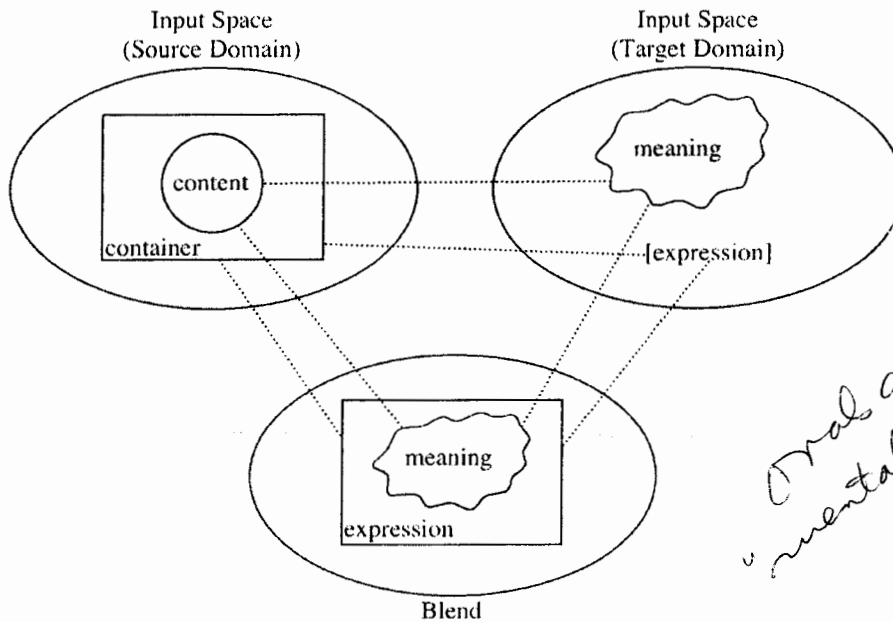 Input Space
(Source Domain)
Input Space
(Target Domain)
content
container
meaning
[expression]
meaning
expression
Blend